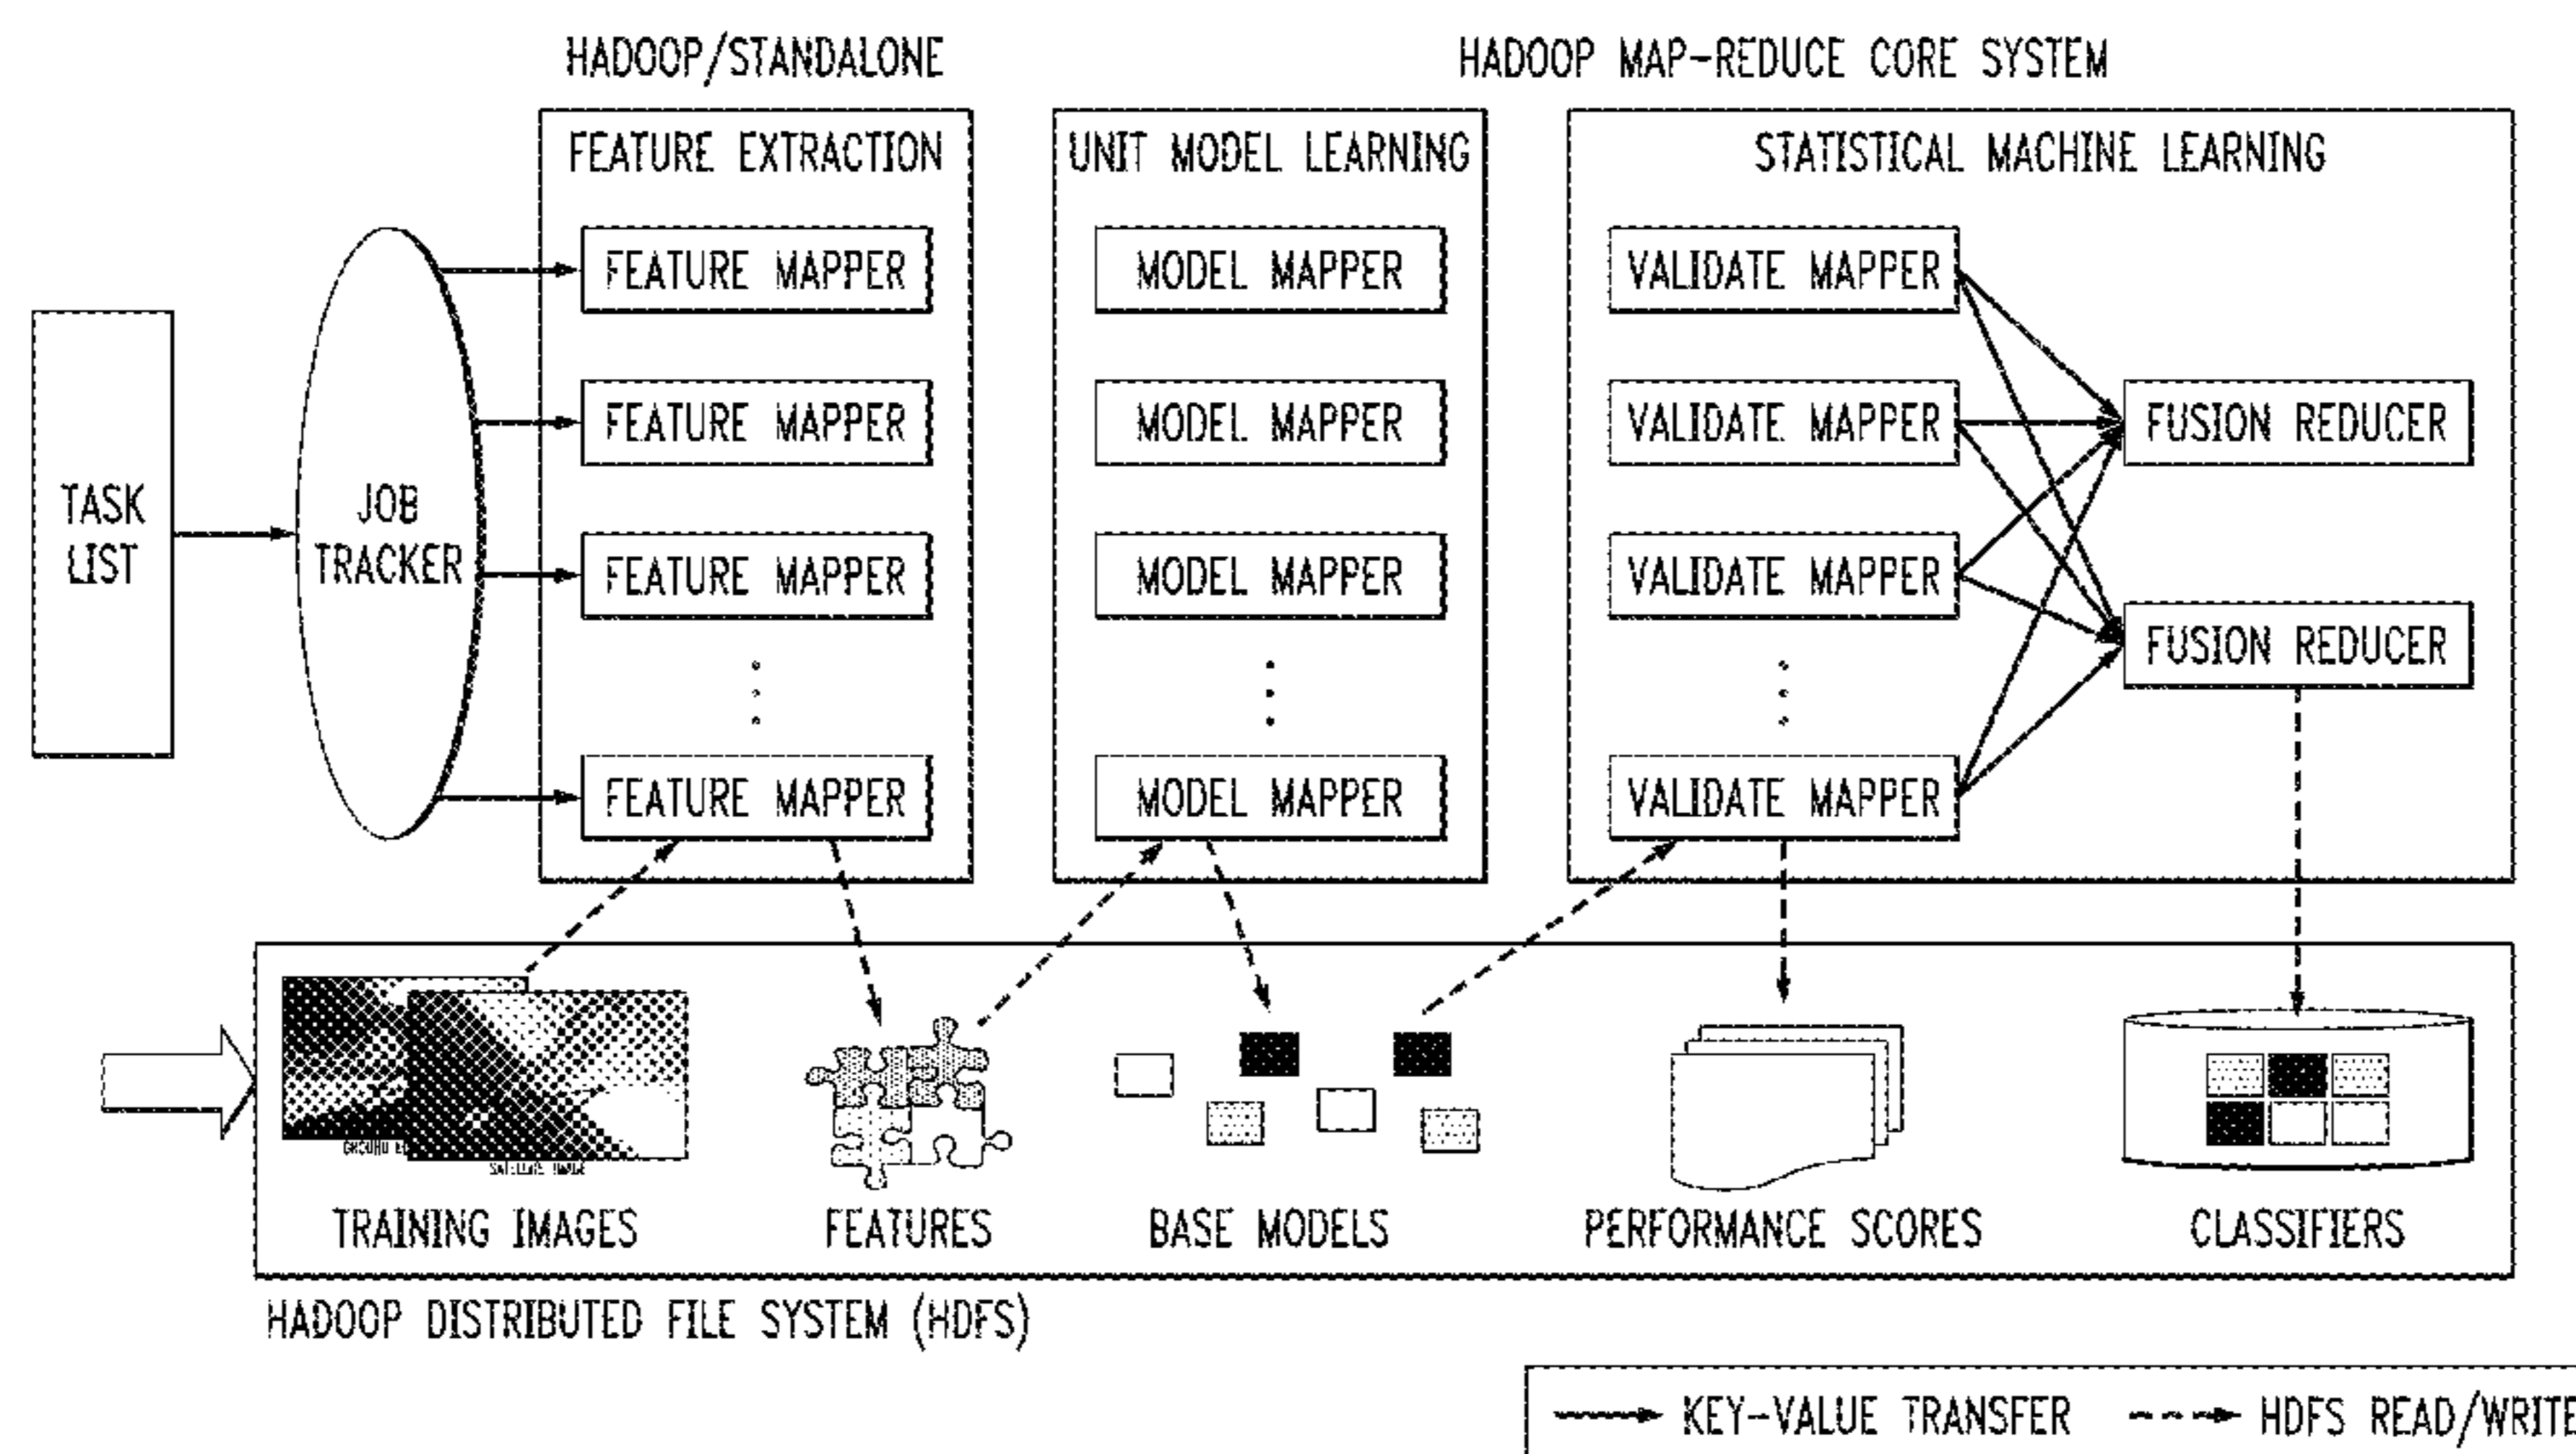 HADOOP/STANDALONE
HADOOP MAP-REDUCE CORE SYSTEM
FEATURE EXTRACTION
UNIT MODEL LEARNING
STATISTICAL MACHINE LEARNING
FEATURE MAPPER
MODEL MAPPER
VALIDATE MAPPER
FEATURE MAPPER
MODEL MAPPER
VALIDATE MAPPER
FUSION REDUCER
TASK
LIST
JOB
TRACKER
FEATURE MAPPER
MODEL MAPPER
VALIDATE MAPPER
FUSION REDUCER
FEATURE MAPPER
MODEL MAPPER
VALIDATE MAPPER
SATELLITE IMAGE
TRAINING IMAGES
FEATURES
BASE MODELS
PERFORMANCE SCORES
CLASSIFIERS
HADOOP DISTRIBUTED FILE SYSTEM (HDFS)
KEY-VALUE TRANSFER
HDFS READ/WRITE